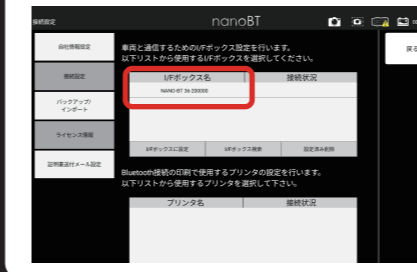 接続設定
nanoBT
自社情報設定
接続設定
バックアップ/
インポート
ライセンス情報
証明書送付メール設定
車両と通信するためのI/Fボックス設定を行います。
以下リストから使用するI/Fボックスを選択してください。
I/Fボックス名
接続状況
I/Fボックスに設定
I/Fボックス検索
設定済み削除
Bluetooth接続の印刷で使用するプリンタの設定を行います。
以下リストから使用するプリンタを選択して下さい。
プリンタ名
接続状況
戻る